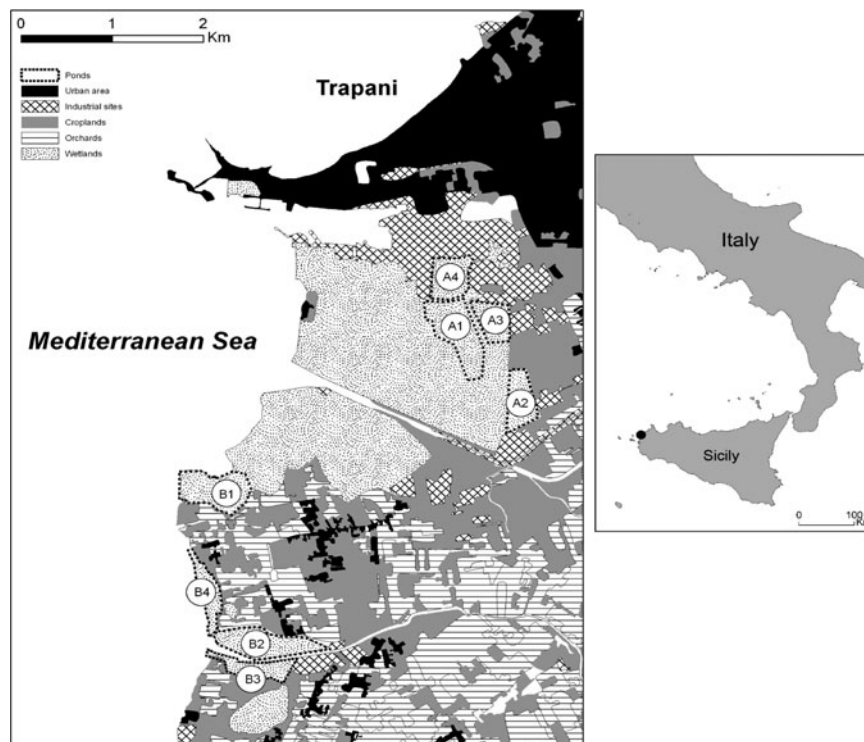 0 1 2
Km
Ponds
Urban area
Industrial sites
Croplands
Orchards
Wetlands
Trapani
Mediterranean Sea
A4
A1
A3
A2
B1
B4
B2
B3
Italy
Sicily
0 100
Km